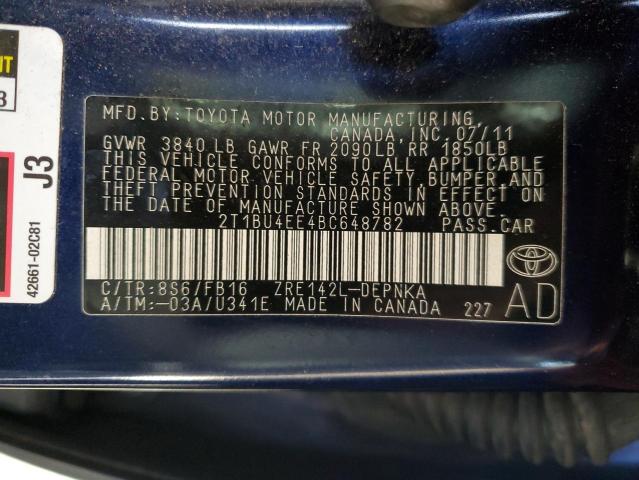 MFD.BY:TOYOTA MOTOR MANUFACTURING,
CANADA,INC.07/11
GVWR 3840 LB GAWR FR 2090LB RR 1850LB
THIS VEHICLE CONFORMS TO ALL APPLICABLE
FEDERAL MOTOR VEHICLE SAFETY, BUMPER AND
THEFT PREVENTION STANDARDS IN EFFECT ON
THE DATE OF MANUFACTURE SHOWN ABOVE.
2T1BU4EE4BC648782 PASS.CAR
C/TR:8S6/FB16 ZRE142L-DEPNKA
A/TM:-03A/U341E MADE IN CANADA 227
AD
J3
42661-02C81